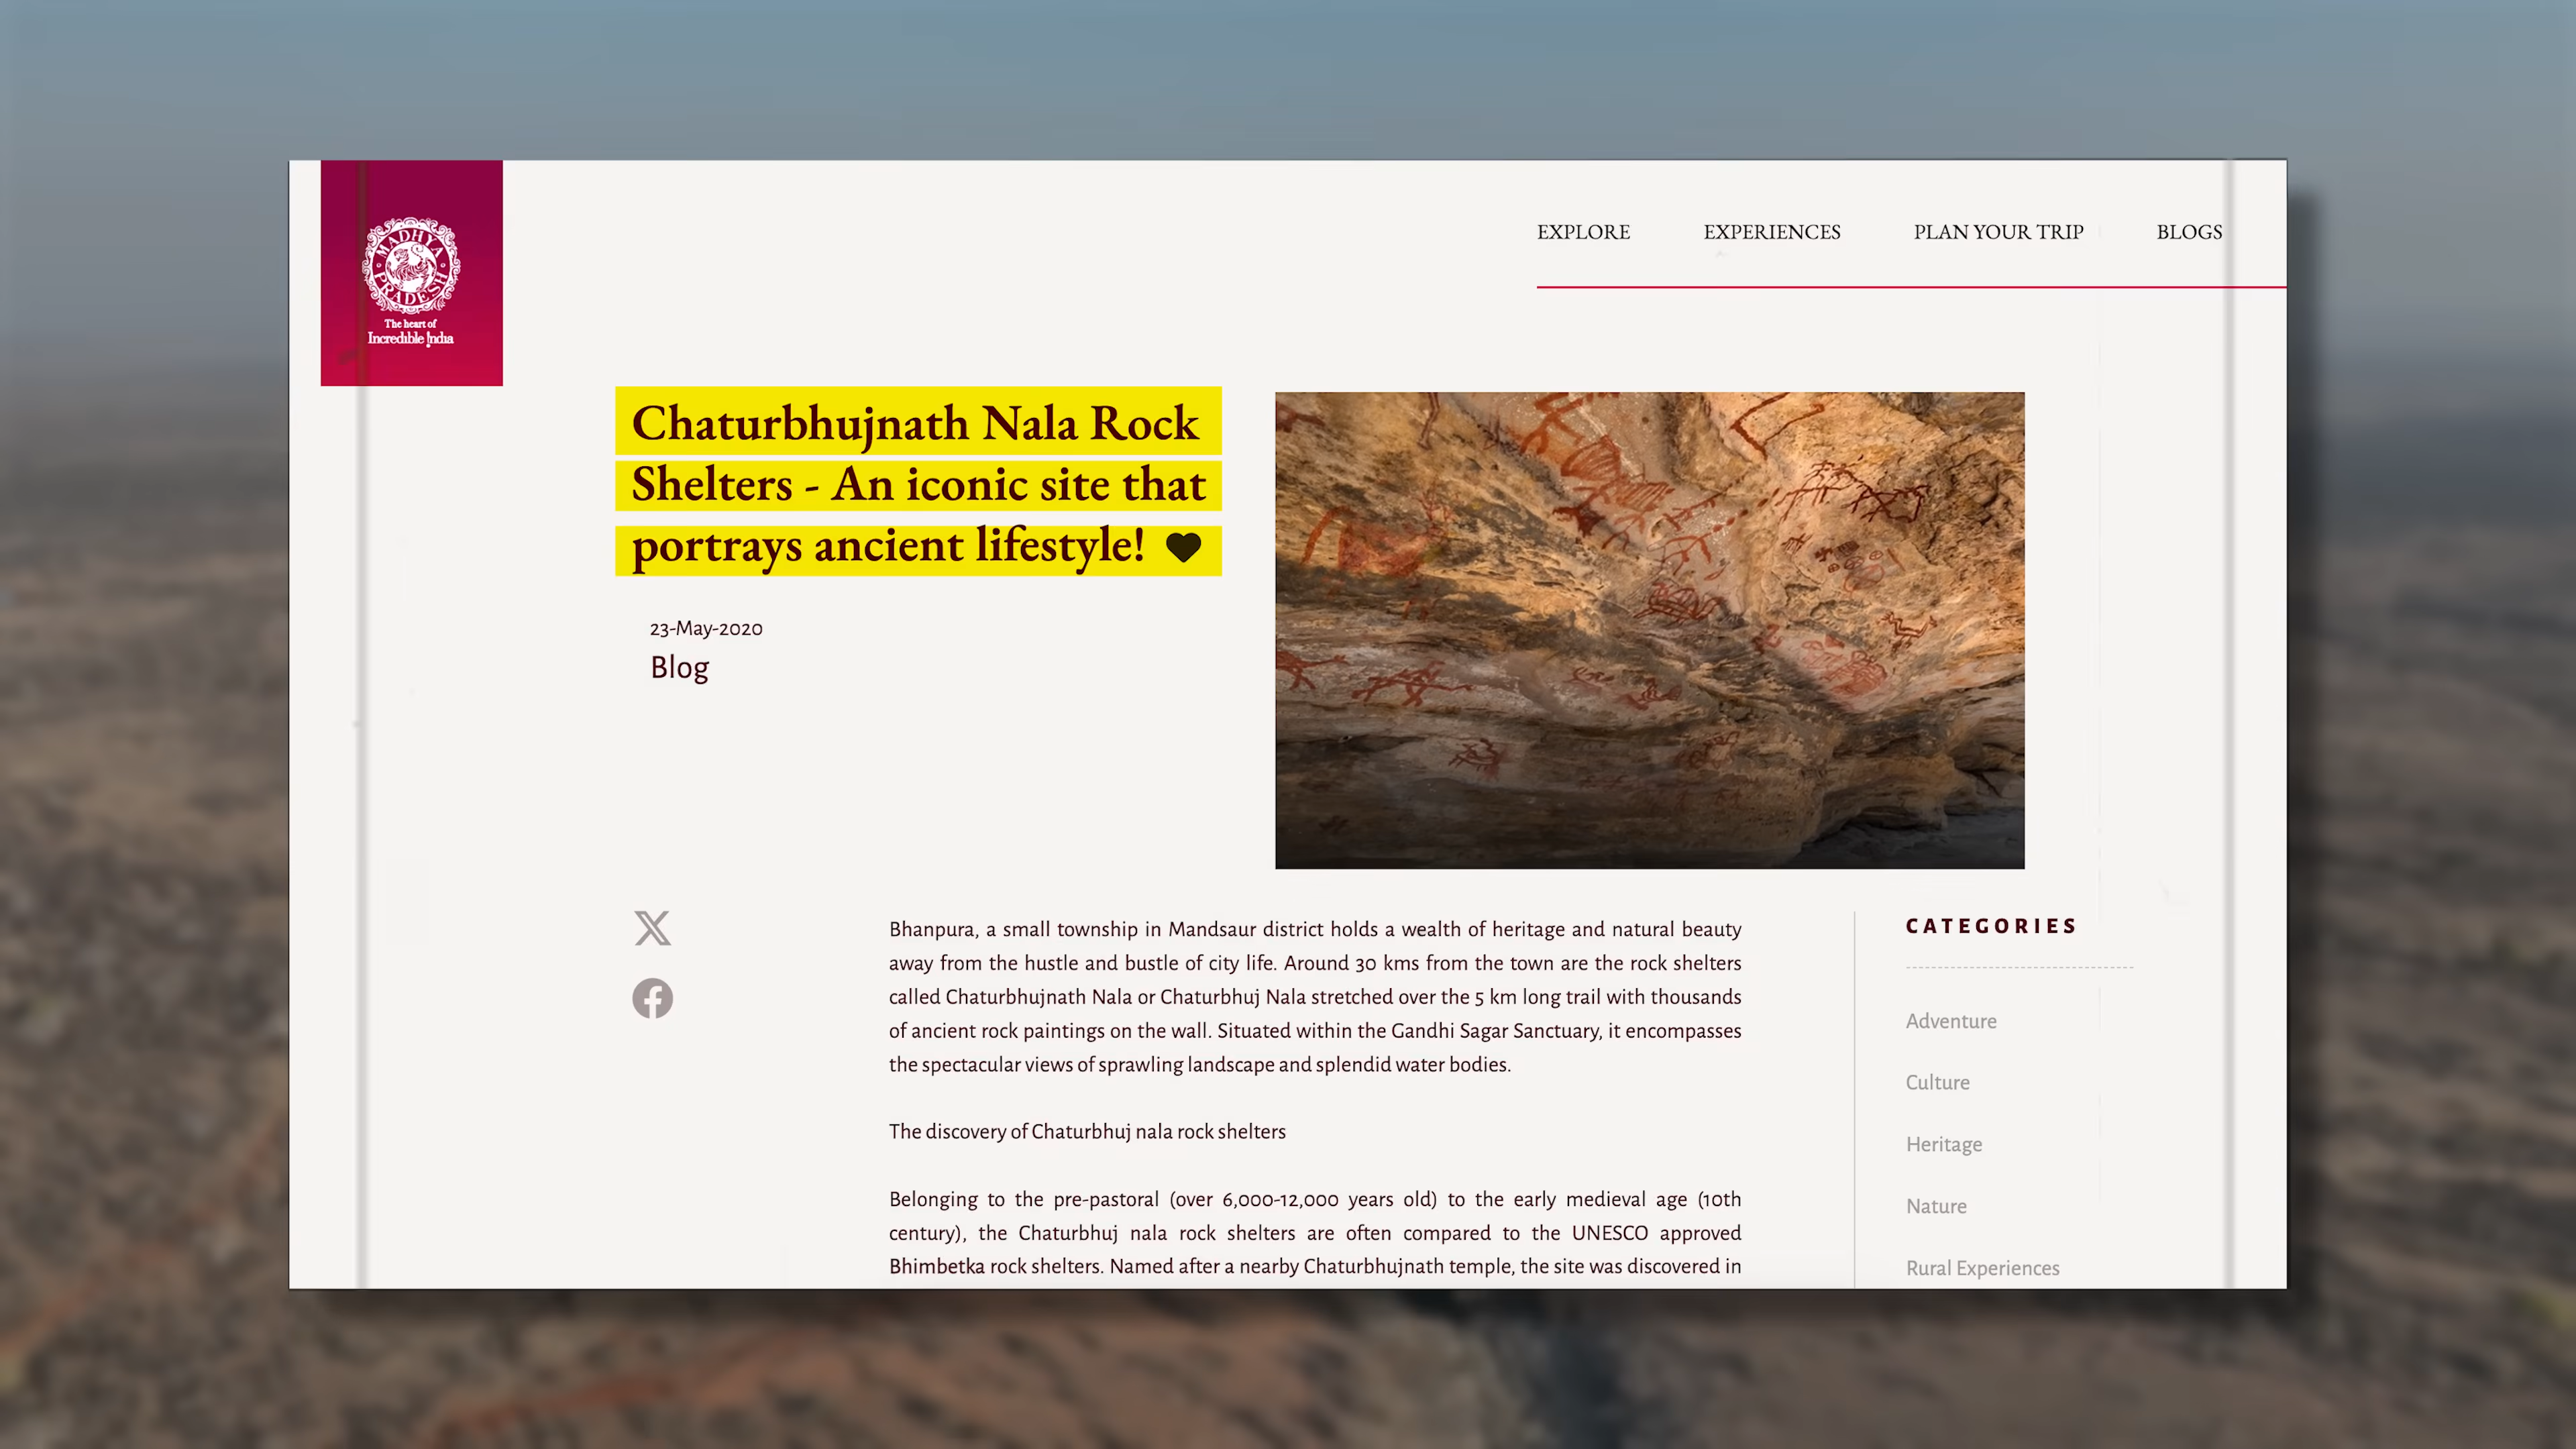 MADHYA PRADESH
The heart of
Incredible !ndia
EXPLORE EXPERIENCES PLAN YOUR TRIP BLOGS
Chaturbhujnath Nala Rock
Shelters - An iconic site that
portrays ancient lifestyle!
23-May-2020
Blog
Bhanpura, a small township in Mandsaur district holds a wealth of heritage and natural beauty
away from the hustle and bustle of city life. Around 30 kms from the town are the rock shelters
called Chaturbhujnath Nala or Chaturbhuj Nala stretched over the 5 km long trail with thousands
of ancient rock paintings on the wall. Situated within the Gandhi Sagar Sanctuary, it encompasses
the spectacular views of sprawling landscape and splendid water bodies.
The discovery of Chaturbhuj nala rock shelters
Belonging to the pre-pastoral (over 6,000-12,000 years old) to the early medieval age (10th
century), the Chaturbhuj nala rock shelters are often compared to the UNESCO approved
Bhimbetka rock shelters. Named after a nearby Chaturbhujnath temple, the site was discovered in
CATEGORIES
Adventure
Culture
Heritage
Nature
Rural Experiences